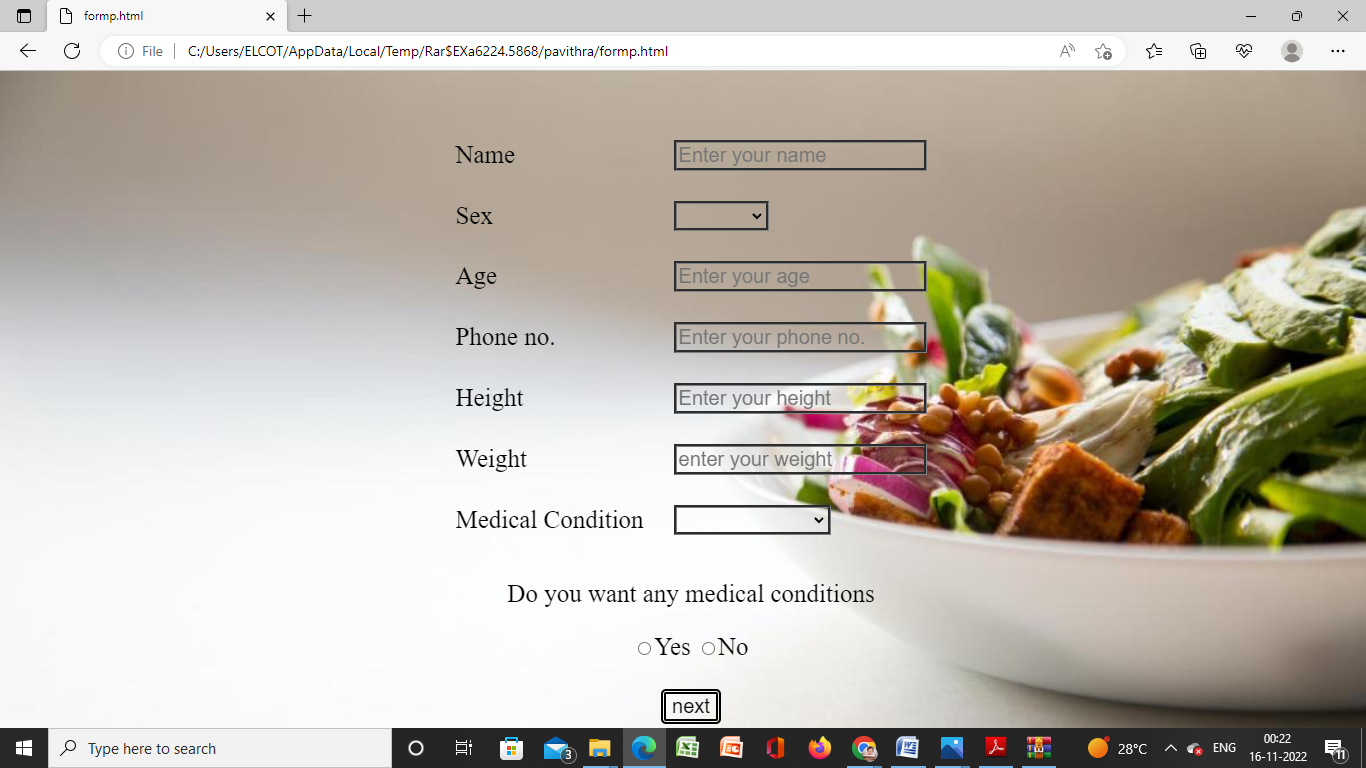 formp.html
File C:/Users/ELCOT/AppData/Local/Temp/Rar$EXa6224.5868/pavithra/formp.html
Name Enter your name
Sex
Age Enter your age
Phone no. Enter your phone no.
Height Enter your height
Weight enter your weight
Medical Condition
Do you want any medical conditions
Yes No
next
Type here to search 3 28°C ENG 00:22 11
16-11-2022